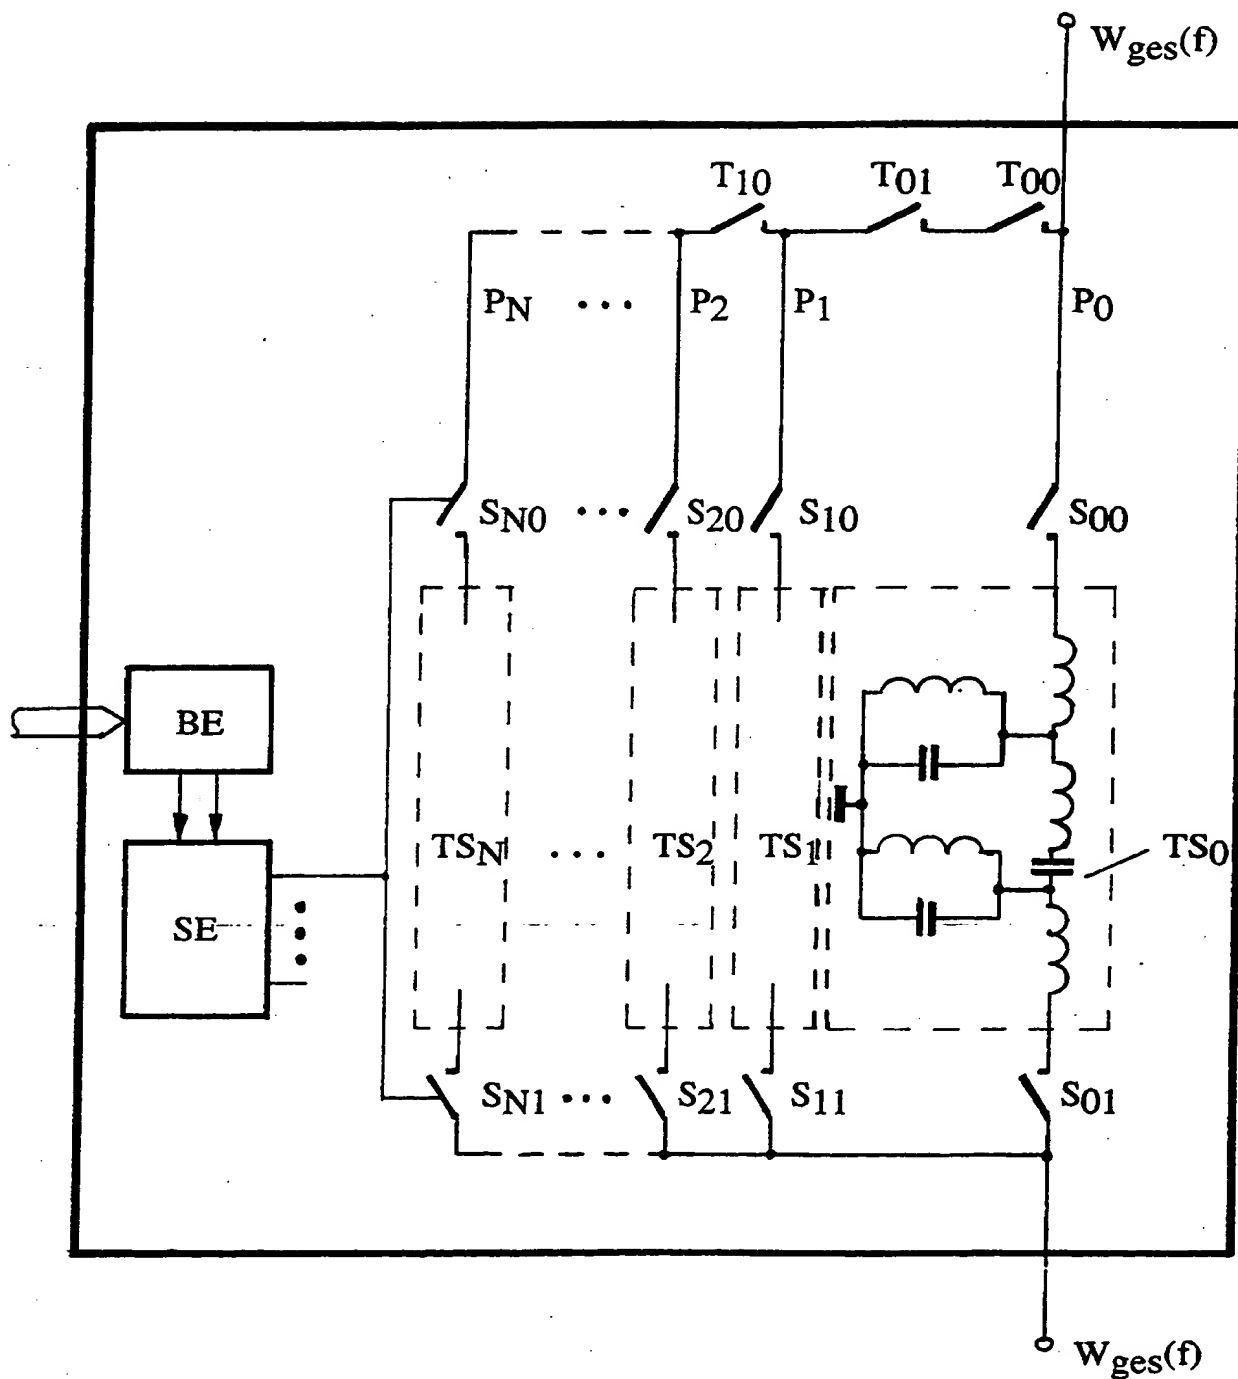 Wges(f)
T10 T01 T00
PN ... P2 P1 P0
SN0 ... S20 S10 S00
BE
TSN ... TS2 TS1 TS0
SE
SN1 ... S21 S11 S01
Wges(f)